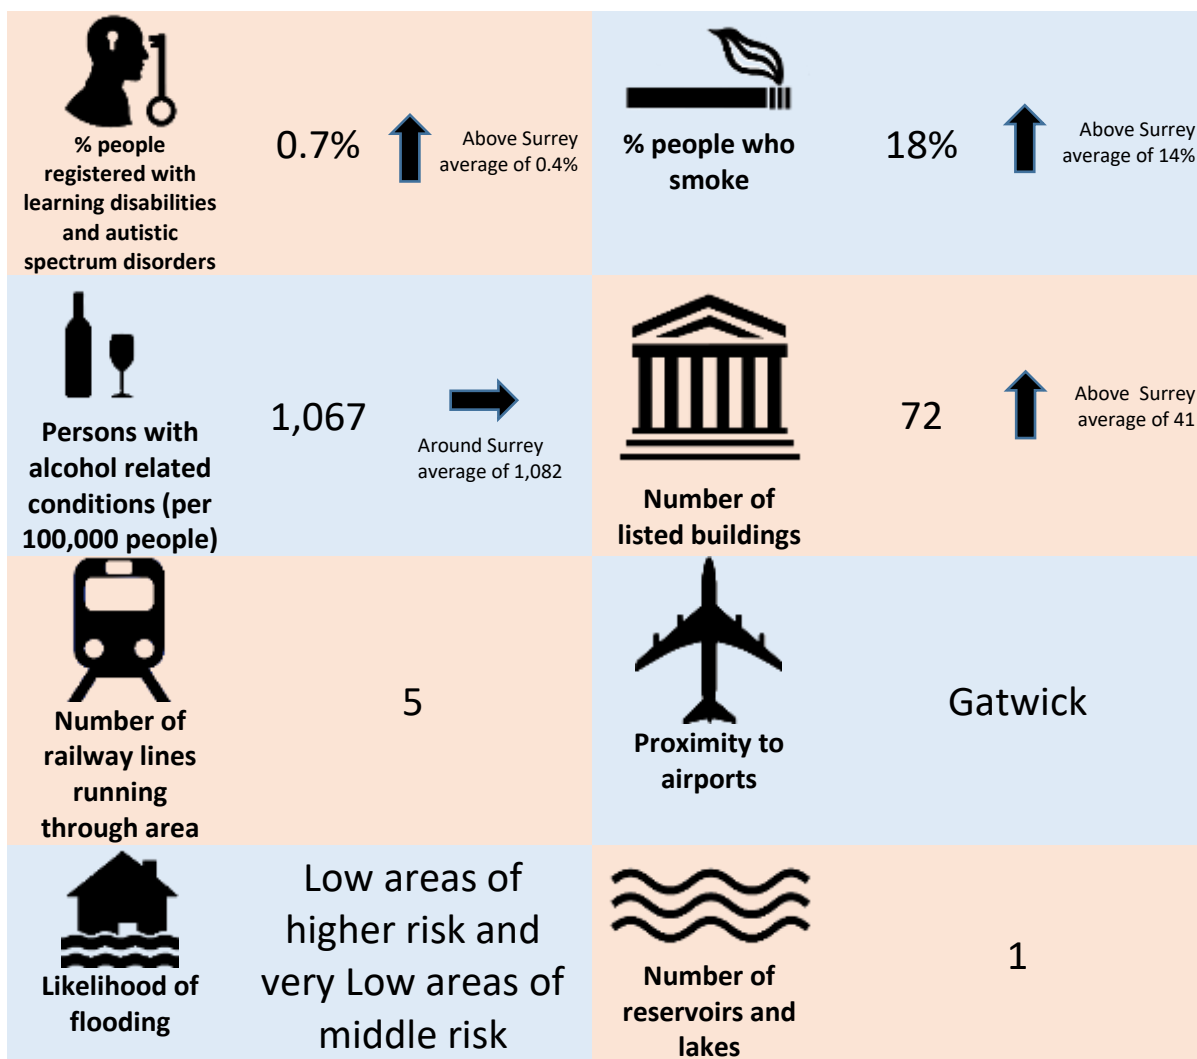 % people
registered with
learning disabilities
and autistic
spectrum disorders
0.7%
Above Surrey
average of 0.4%
% people who
smoke
18%
Above Surrey
average of 14%
Persons with
alcohol related
conditions (per
100,000 people)
1,067
Around Surrey
average of 1,082
Number of
listed buildings
72
Above Surrey
average of 41
Number of
railway lines
running
through area
5
Proximity to
airports
Gatwick
Likelihood of
flooding
Low areas of
higher risk and
very Low areas of
middle risk
Number of
reservoirs and
lakes
1